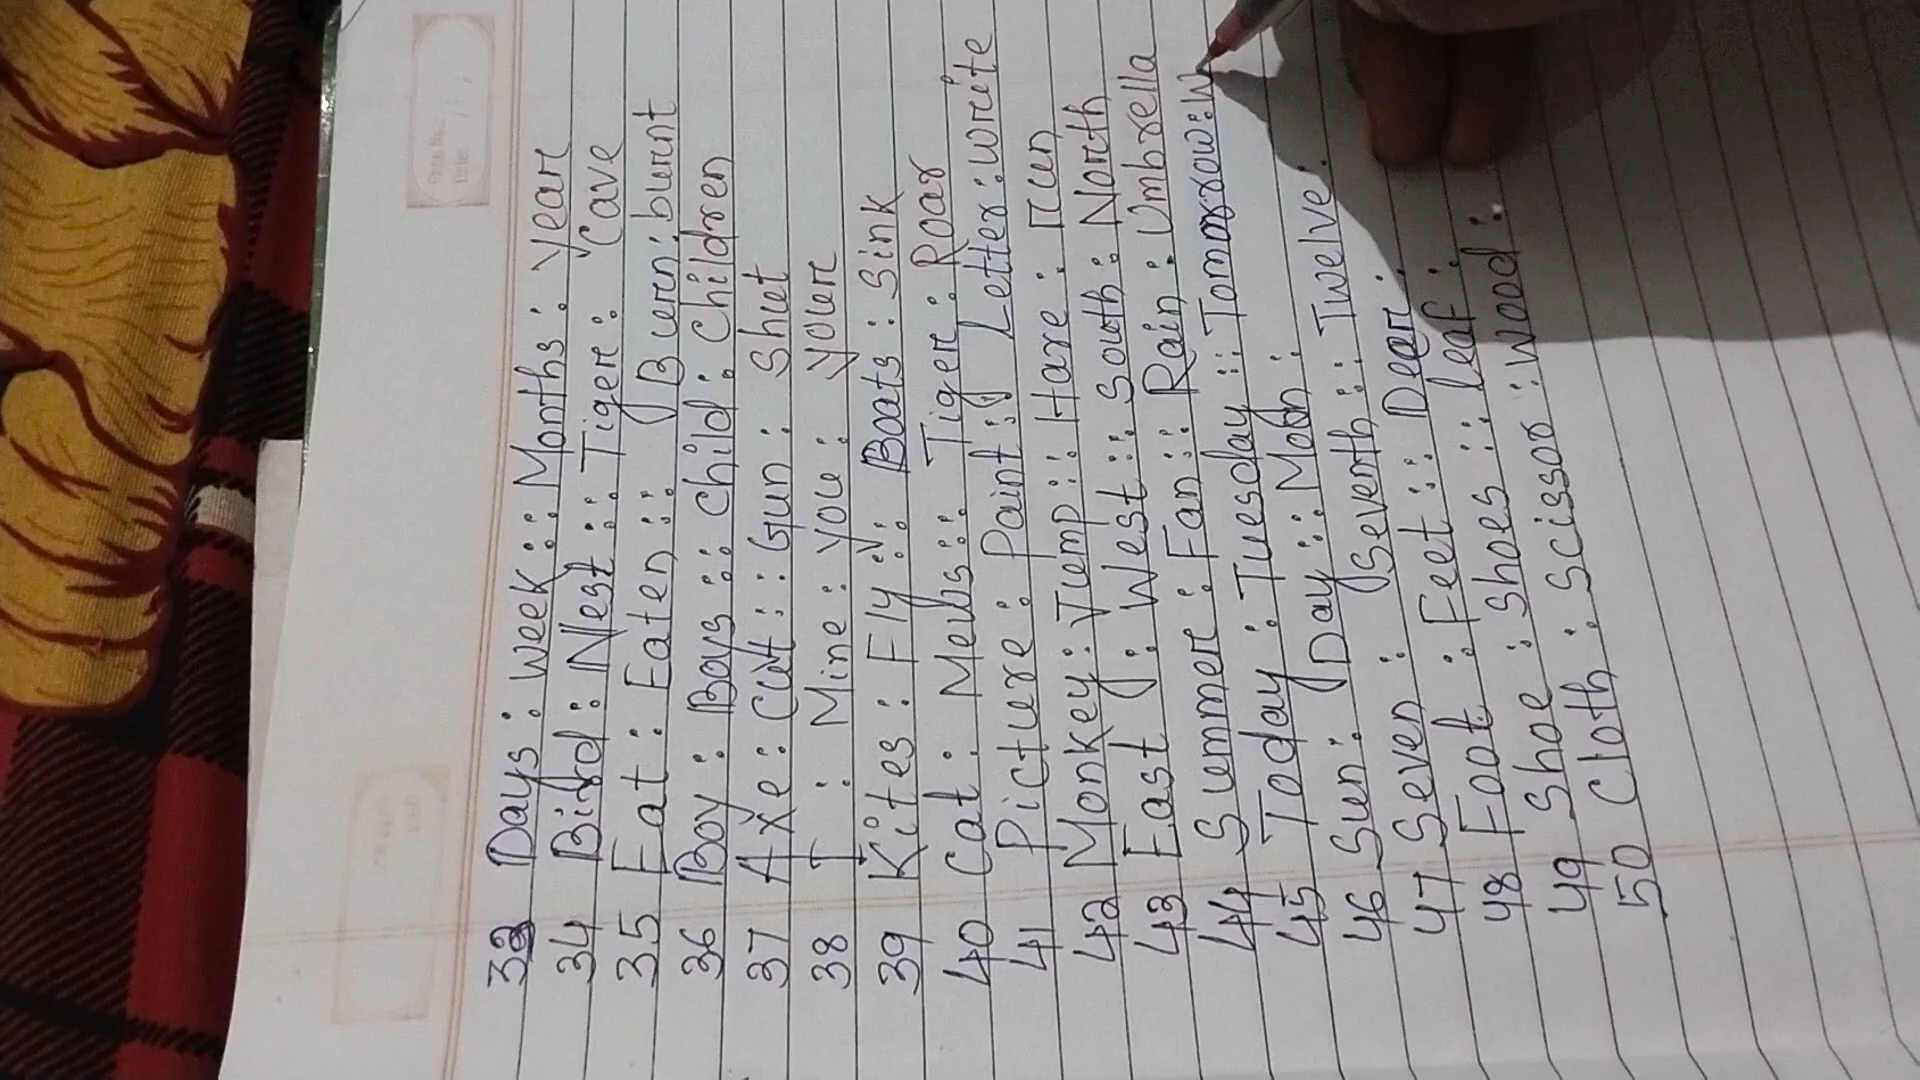 Page No.
Date: / /
33 Days : week :: Months : Year
34 Bird : Nest :: Tiger : Cave
35 Eat : Eaten :: Burn : burnt
36 Boy : Boys :: Child : Children
37 Axe : Cut :: Gun : Shut
38 I : Mine : You : Your
39 Kites : Fly :: Boats : Sink
40 Cat : Mews :: Tiger : Roar
41 Picture : Paint :: Letter : write
42 Monkey : Jump :: Hare : run
43 East : West :: South : North
44 Summer : Fan :: Rain : Umbrella
45 Today : Tuesday :: Tomorrow : W
46 Sun : Day :: Moon :
47 Seven : Seventh :: Twelve :
48 Foot : Feet :: Deer :
49 Shoe : Shoes :: leaf :
50 Cloth : Scissor : Wood :